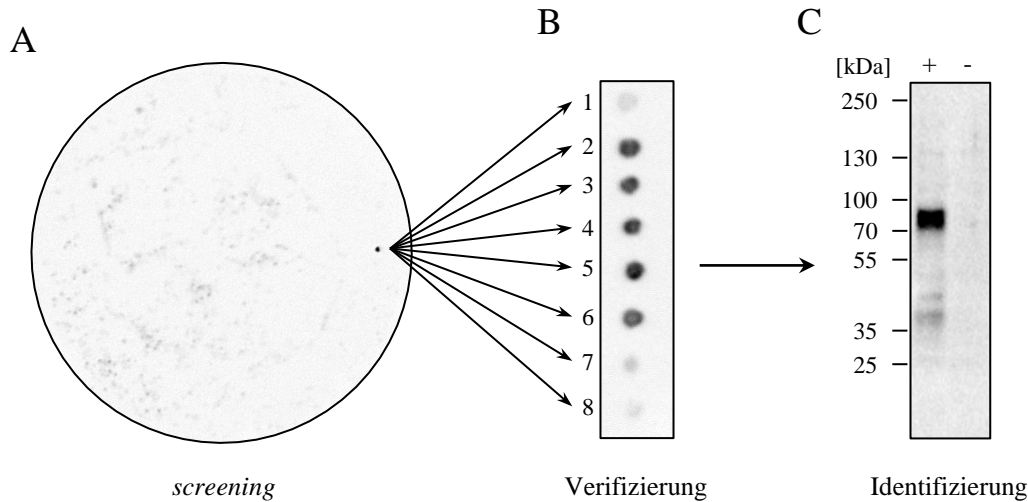 A
B
C
[kDa] + -
1
2
3
4
5
6
7
8
250
130
100
70
55
35
25
screening
Verifizierung
Identifizierung